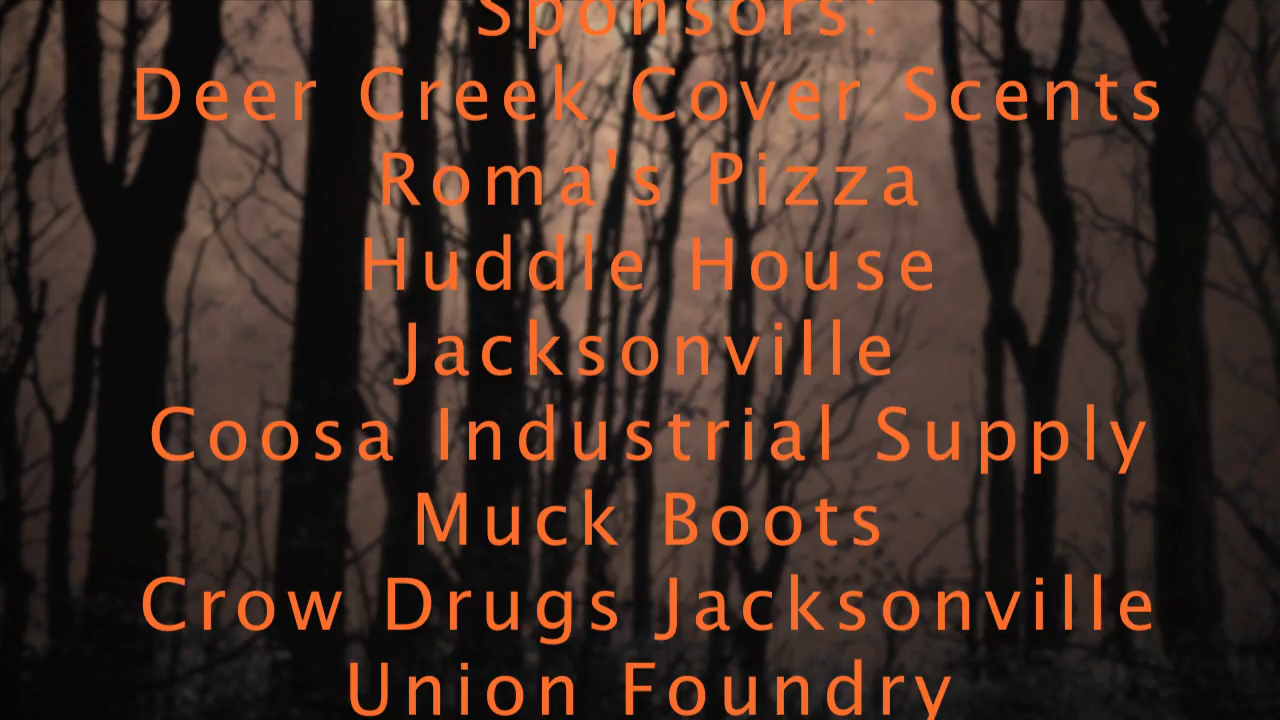 Sponsors:
Deer Creek Cover Scents
Roma's Pizza
Huddle House
Jacksonville
Coosa Industrial Supply
Muck Boots
Crow Drugs Jacksonville
Union Foundry